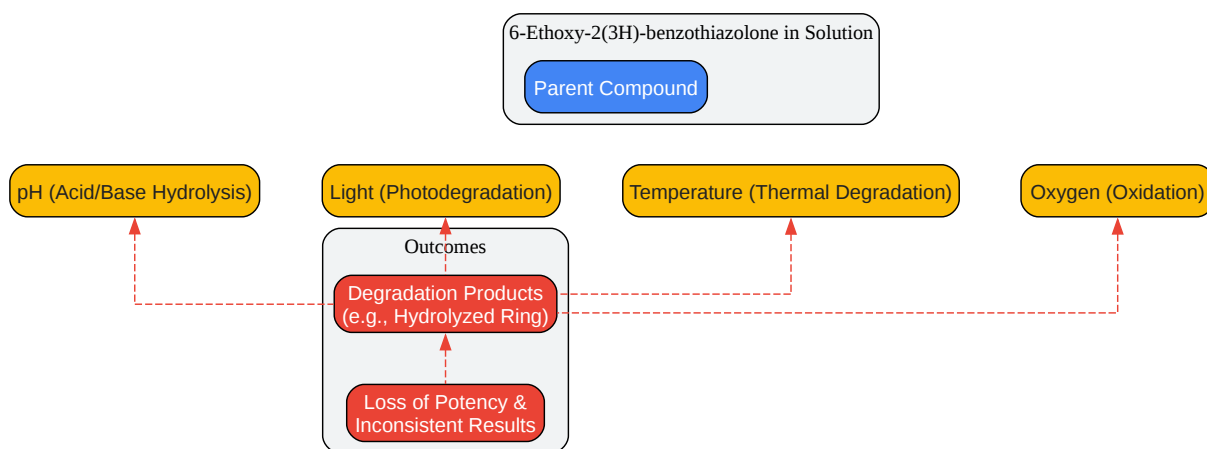 6-Ethoxy-2(3H)-benzothiazolone in Solution
Parent Compound
pH (Acid/Base Hydrolysis)
Light (Photodegradation)
Temperature (Thermal Degradation)
Oxygen (Oxidation)
Outcomes
Degradation Products
(e.g., Hydrolyzed Ring)
Loss of Potency &
Inconsistent Results